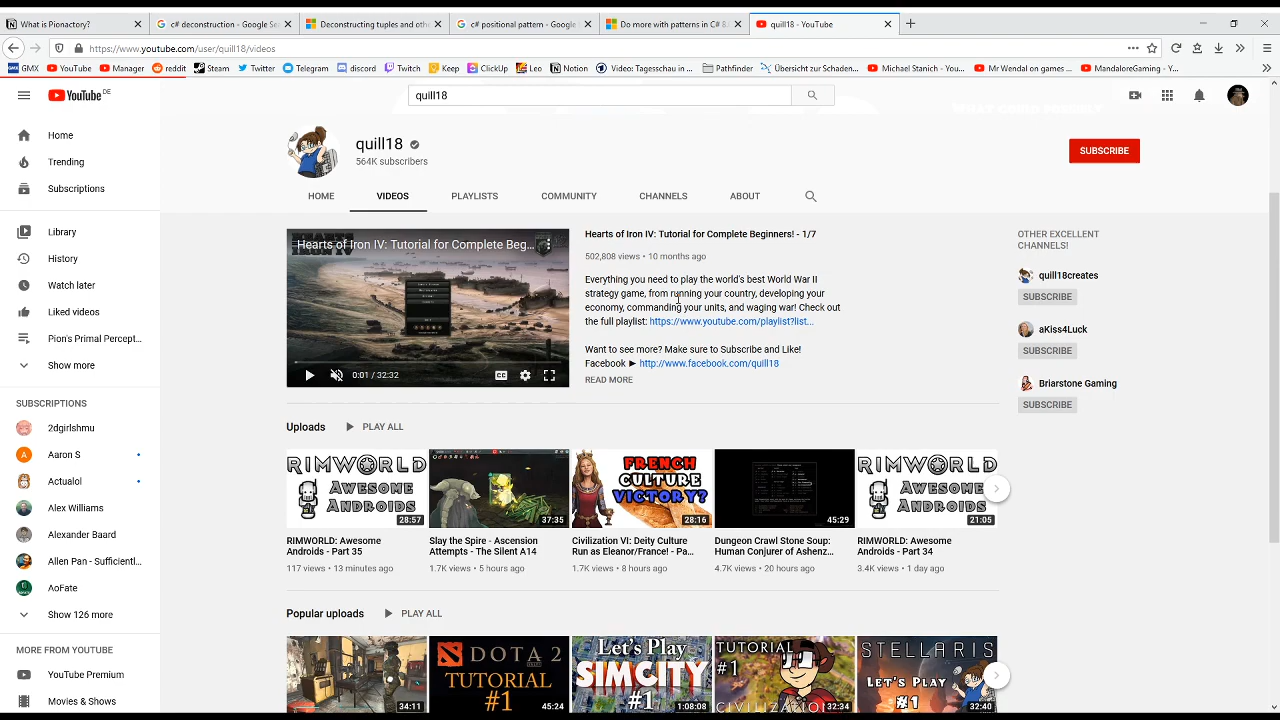 What is Pionactory?
c# deconstruction - Google Sea
Deconstructing tuples and othe
c# positional pattern - Google
Do more with patterns in C# 8.
quill18 - YouTube
https://www.youtube.com/user/quill18/videos
GMX
YouTube
Manager
reddit
Steam
Twitter
Telegram
discord
Twitch
Keep
ClickUp
Leo
Notion
Video: Tagesschau in ...
Pathfinder
Übersicht zur Schaden...
Michael Stanich - You...
Mr Wendal on games ...
MandaloreGaming - Y...
YouTube DE
quill18
quill18
564K subscribers
SUBSCRIBE
HOME
VIDEOS
PLAYLISTS
COMMUNITY
CHANNELS
ABOUT
Home
Trending
Subscriptions
Library
History
Watch later
Liked videos
Pion's Primal Percept...
Show more
SUBSCRIPTIONS
2dgirlshmu
Aaron S
Actuelol
Alex Williams
Alexander Baard
Allen Pan - Sufficientl...
AoFate
Show 126 more
MORE FROM YOUTUBE
YouTube Premium
Movies & Shows
HEARTS OF IRON IV
Hearts of Iron IV: Tutorial for Complete Beg...
0:01 / 32:32
Hearts of Iron IV: Tutorial for Complete Beginners! - 1/7
502,808 views • 10 months ago
Everything you need to play the world's best World War II
strategy game, from running your country, developing your
economy, commanding your units, and waging war! Check out
the full playlist: https://www.youtube.com/playlist?list...
Want to see more? Make sure to Subscribe and Like!
Facebook ► http://www.facebook.com/quill18
READ MORE
OTHER EXCELLENT
CHANNELS!
quill18creates
SUBSCRIBE
aKiss4Luck
SUBSCRIBE
Briarstone Gaming
SUBSCRIBE
Uploads
PLAY ALL
RIMWORLD
AWESOME
ANDROIDS
28:57
RIMWORLD: Awesome
Androids - Part 35
117 views • 13 minutes ago
37:35
Slay the Spire - Ascension
Attempts - The Silent A14
1.7K views • 5 hours ago
FRENCH
CULTURE
VICTORY?
28:16
Civilization VI: Deity Culture
Run as Eleanor/France! - Pa...
1.7K views • 8 hours ago
45:29
Dungeon Crawl Stone Soup:
Human Conjurer of Ashenz...
4.7K views • 20 hours ago
RIMWORLD
AWESOME
ANDROIDS
21:05
RIMWORLD: Awesome
Androids - Part 34
3.4K views • 1 day ago
Popular uploads
PLAY ALL
34:11
DOTA 2
TUTORIAL
#1
45:24
Let's Play
SIMCITY
#1
1:08:08
TUTORIAL
#1
CIVILIZATION
32:34
STELLARIS
LET'S PLAY
#1
32:40